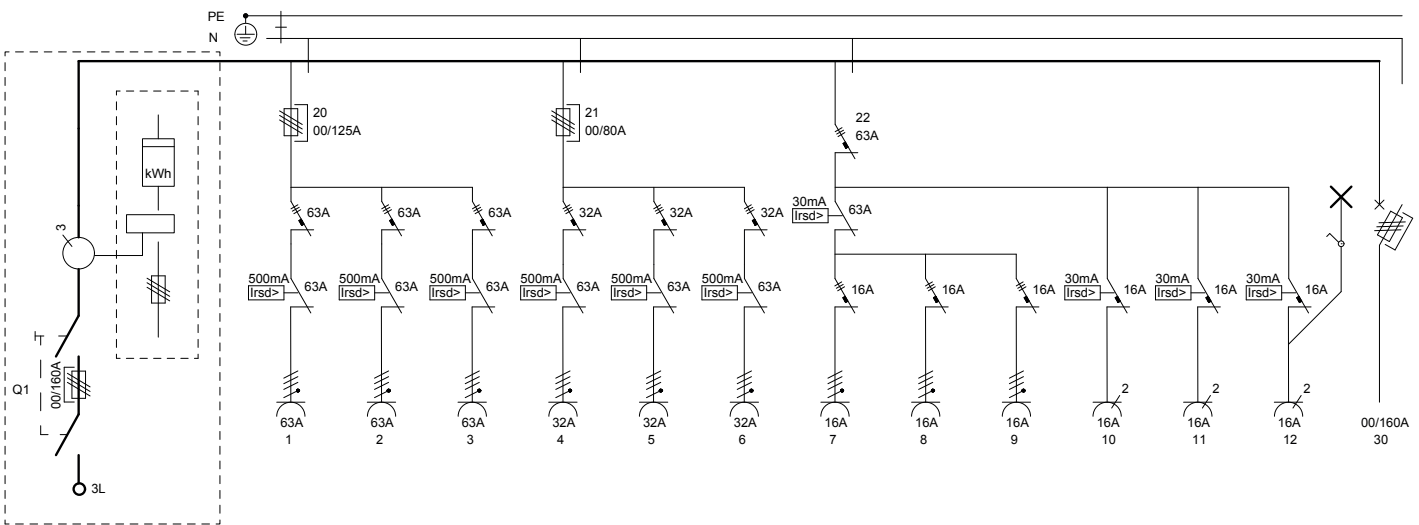 PE
N
20
00/125A
21
00/80A
22
63A
kWh
63A
63A
63A
32A
32A
32A
30mA
Irsd>
63A
3
500mA
Irsd>
63A
500mA
Irsd>
63A
500mA
Irsd>
63A
500mA
Irsd>
32A
500mA
Irsd>
63A
500mA
Irsd>
63A
16A
16A
16A
30mA
Irsd>
16A
30mA
Irsd>
16A
30mA
Irsd>
16A
Q1
00/160A
2
2
2
63A
63A
63A
32A
32A
32A
16A
16A
16A
16A
16A
16A
00/160A
1
2
3
4
5
6
7
8
9
10
11
12
30
3L